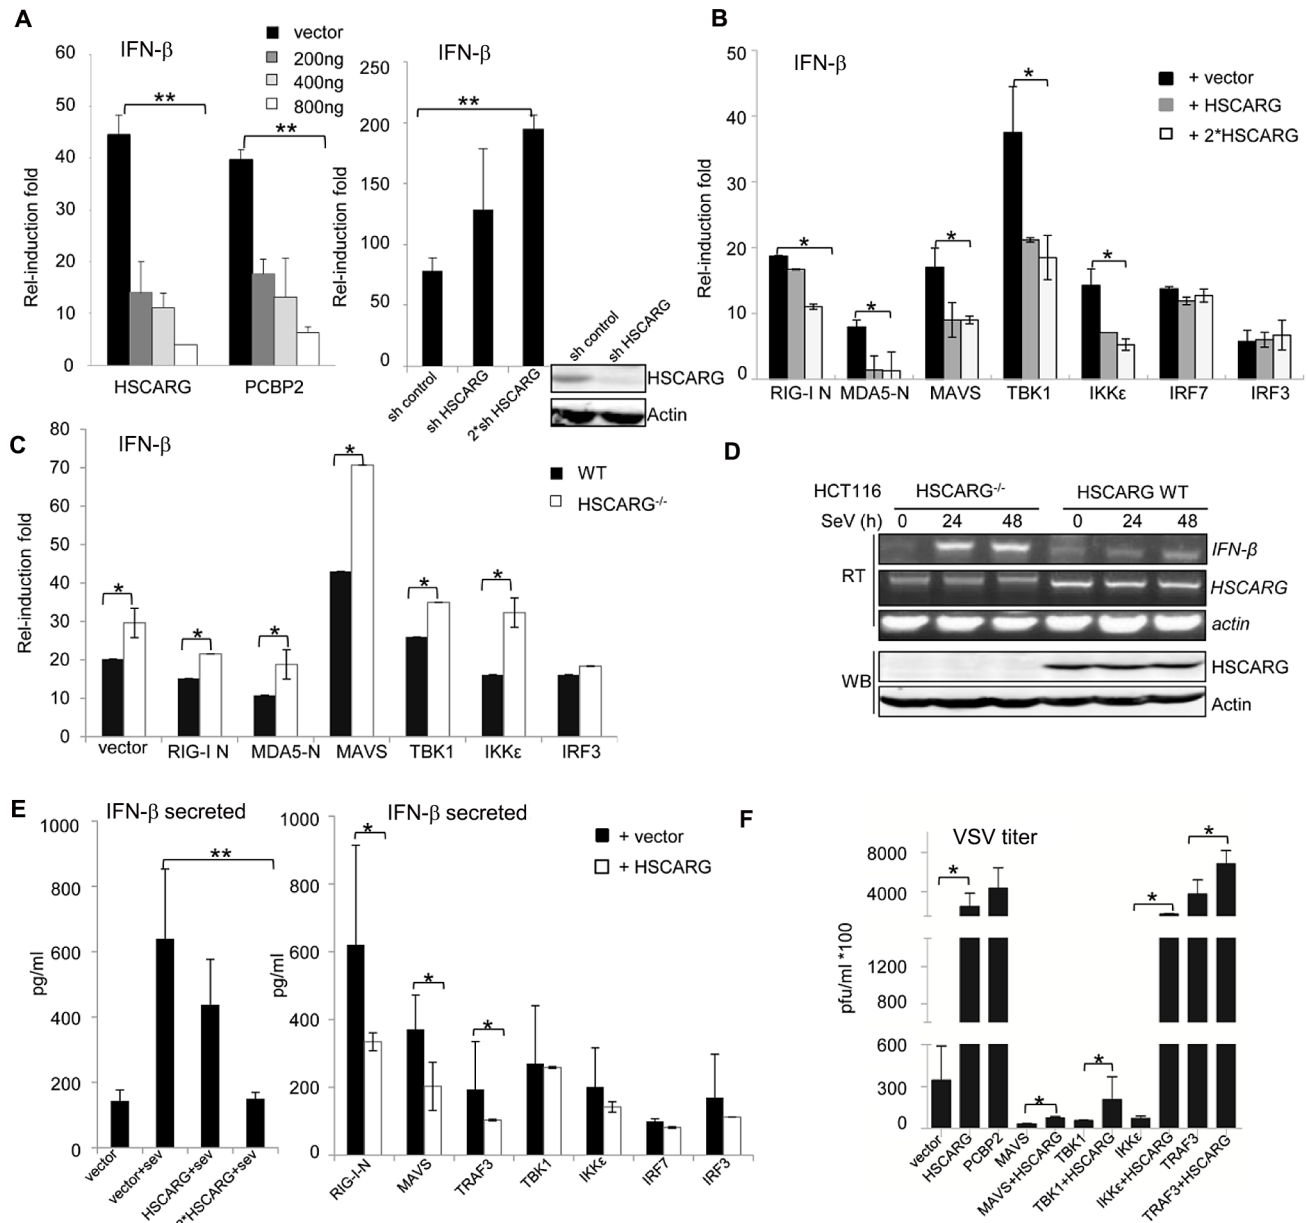 A
IFN-β
vector
200ng
400ng
800ng
Rel-induction fold
60
50
40
30
20
10
0
**
**
HSCARG
PCBP2
IFN-β
Rel-induction fold
250
200
150
100
50
0
**
sh control
sh HSCARG
2*sh HSCARG
sh control
sh HSCARG
HSCARG
Actin
B
IFN-β
+ vector
+ HSCARG
+ 2*HSCARG
Rel-induction fold
50
40
30
20
10
0
*
*
*
*
*
RIG-I N
MDA5-N
MAVS
TBK1
IKKε
IRF7
IRF3
C
IFN-β
WT
HSCARG-/-
Rel-induction fold
80
70
60
50
40
30
20
10
0
*
*
*
*
*
*
vector
RIG-I N
MDA5-N
MAVS
TBK1
IKKε
IRF3
D
HCT116
HSCARG-/-
HSCARG WT
SeV (h)
0
24
48
0
24
48
RT
IFN-β
HSCARG
actin
WB
HSCARG
Actin
E
IFN-β secreted
pg/ml
1000
800
600
400
200
0
**
vector
vector+sev
HSCARG+sev
2*HSCARG+sev
IFN-β secreted
+ vector
+ HSCARG
pg/ml
1000
800
600
400
200
0
*
*
*
RIG-I-N
MAVS
TRAF3
TBK1
IKKε
IRF7
IRF3
F
VSV titer
pfu/ml *100
8000
4000
1200
800
600
300
0
*
*
*
*
*
vector
HSCARG
PCBP2
MAVS
MAVS+HSCARG
TBK1
TBK1+HSCARG
IKKε
IKKε+HSCARG
TRAF3
TRAF3+HSCARG